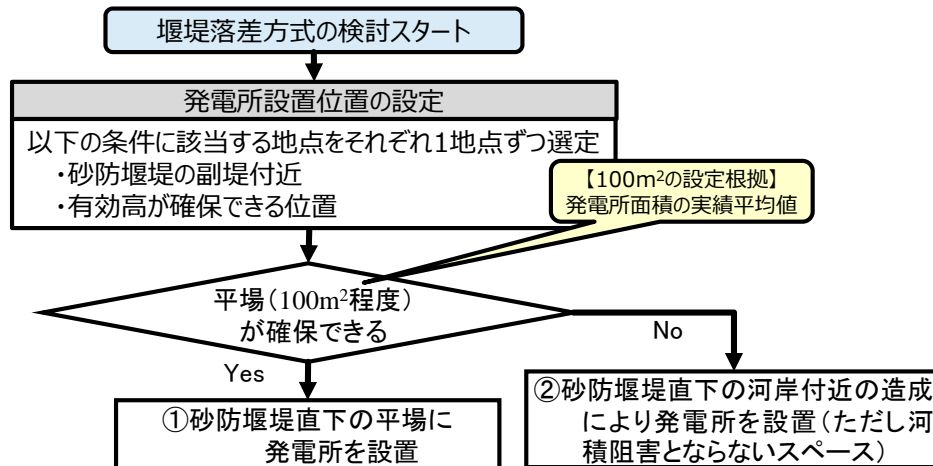 堰堤落差方式の検討スタート
発電所設置位置の設定
以下の条件に該当する地点をそれぞれ1地点ずつ選定
・砂防堰堤の副堤付近
・有効高が確保できる位置
【100m²の設定根拠】
発電所面積の実績平均値
平場（100m²程度）
が確保できる
No
Yes
①砂防堰堤直下の平場に
発電所を設置
②砂防堰堤直下の河岸付近の造成
により発電所を設置（ただし河
積阻害とならないスペース）